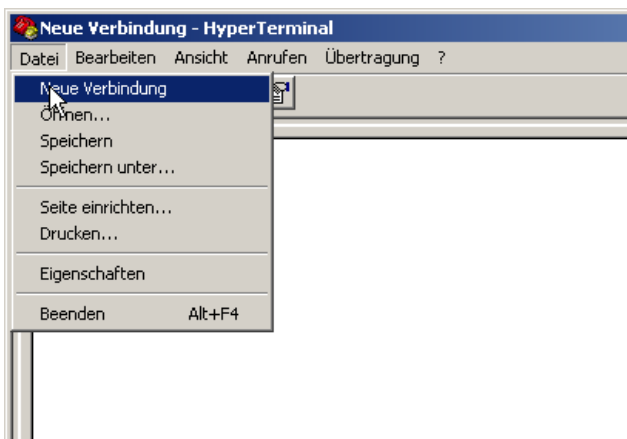 Neue Verbindung - HyperTerminal
Datei Bearbeiten Ansicht Anrufen Übertragung ?
Neue Verbindung
Öffnen...
Speichern
Speichern unter...
Seite einrichten...
Drucken...
Eigenschaften
Beenden Alt+F4